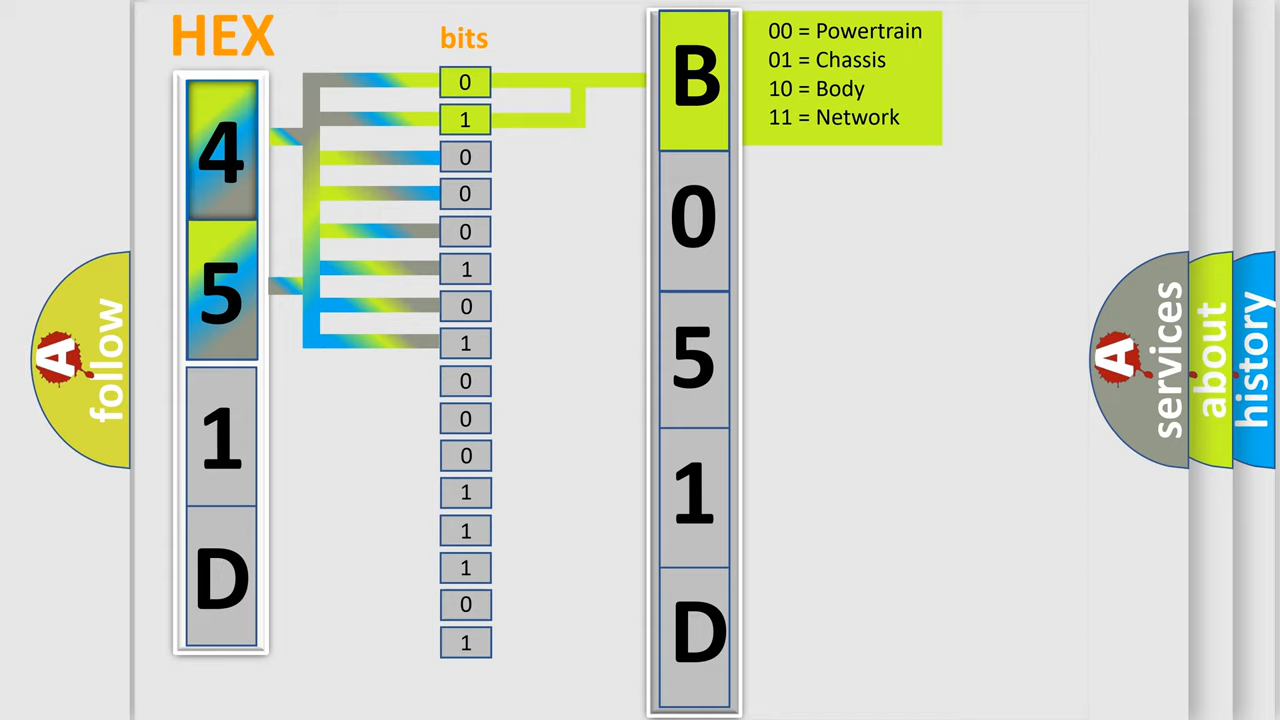 HEX
bits
4
5
1
D
0
1
0
0
0
1
0
1
0
0
0
1
1
1
0
1
B
0
5
1
D
00 = Powertrain
01 = Chassis
10 = Body
11 = Network
A
follow
A
services
about
history